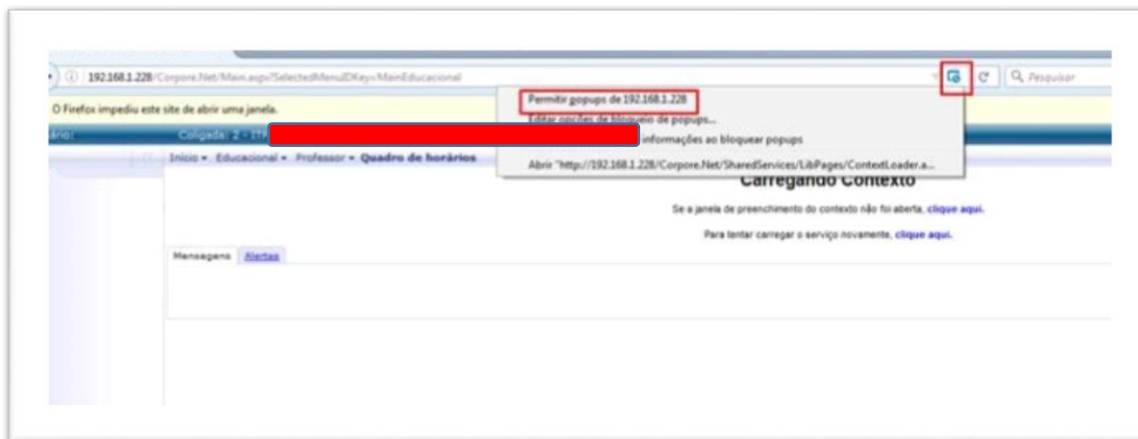 192.168.1.228/Corpore.Net/Main.aspx?SelectedMenuIDKey=MainEducacional
Pesquisar
O Firefox impediu este site de abrir uma janela.
Permitir popups de 192.168.1.228
Editar opções de bloqueio de popups...
informações ao bloquear popups
Abrir "http://192.168.1.228/Corpore.Net/SharedServices/LibPages/ContextLoader.a...
Coligada: 2 -
Início Educacional Professor Quadro de horários
Carregando Contexto
Se a janela de preenchimento do contexto não foi aberta, clique aqui.
Para tentar carregar o serviço novamente, clique aqui.
Mensagens Alertas